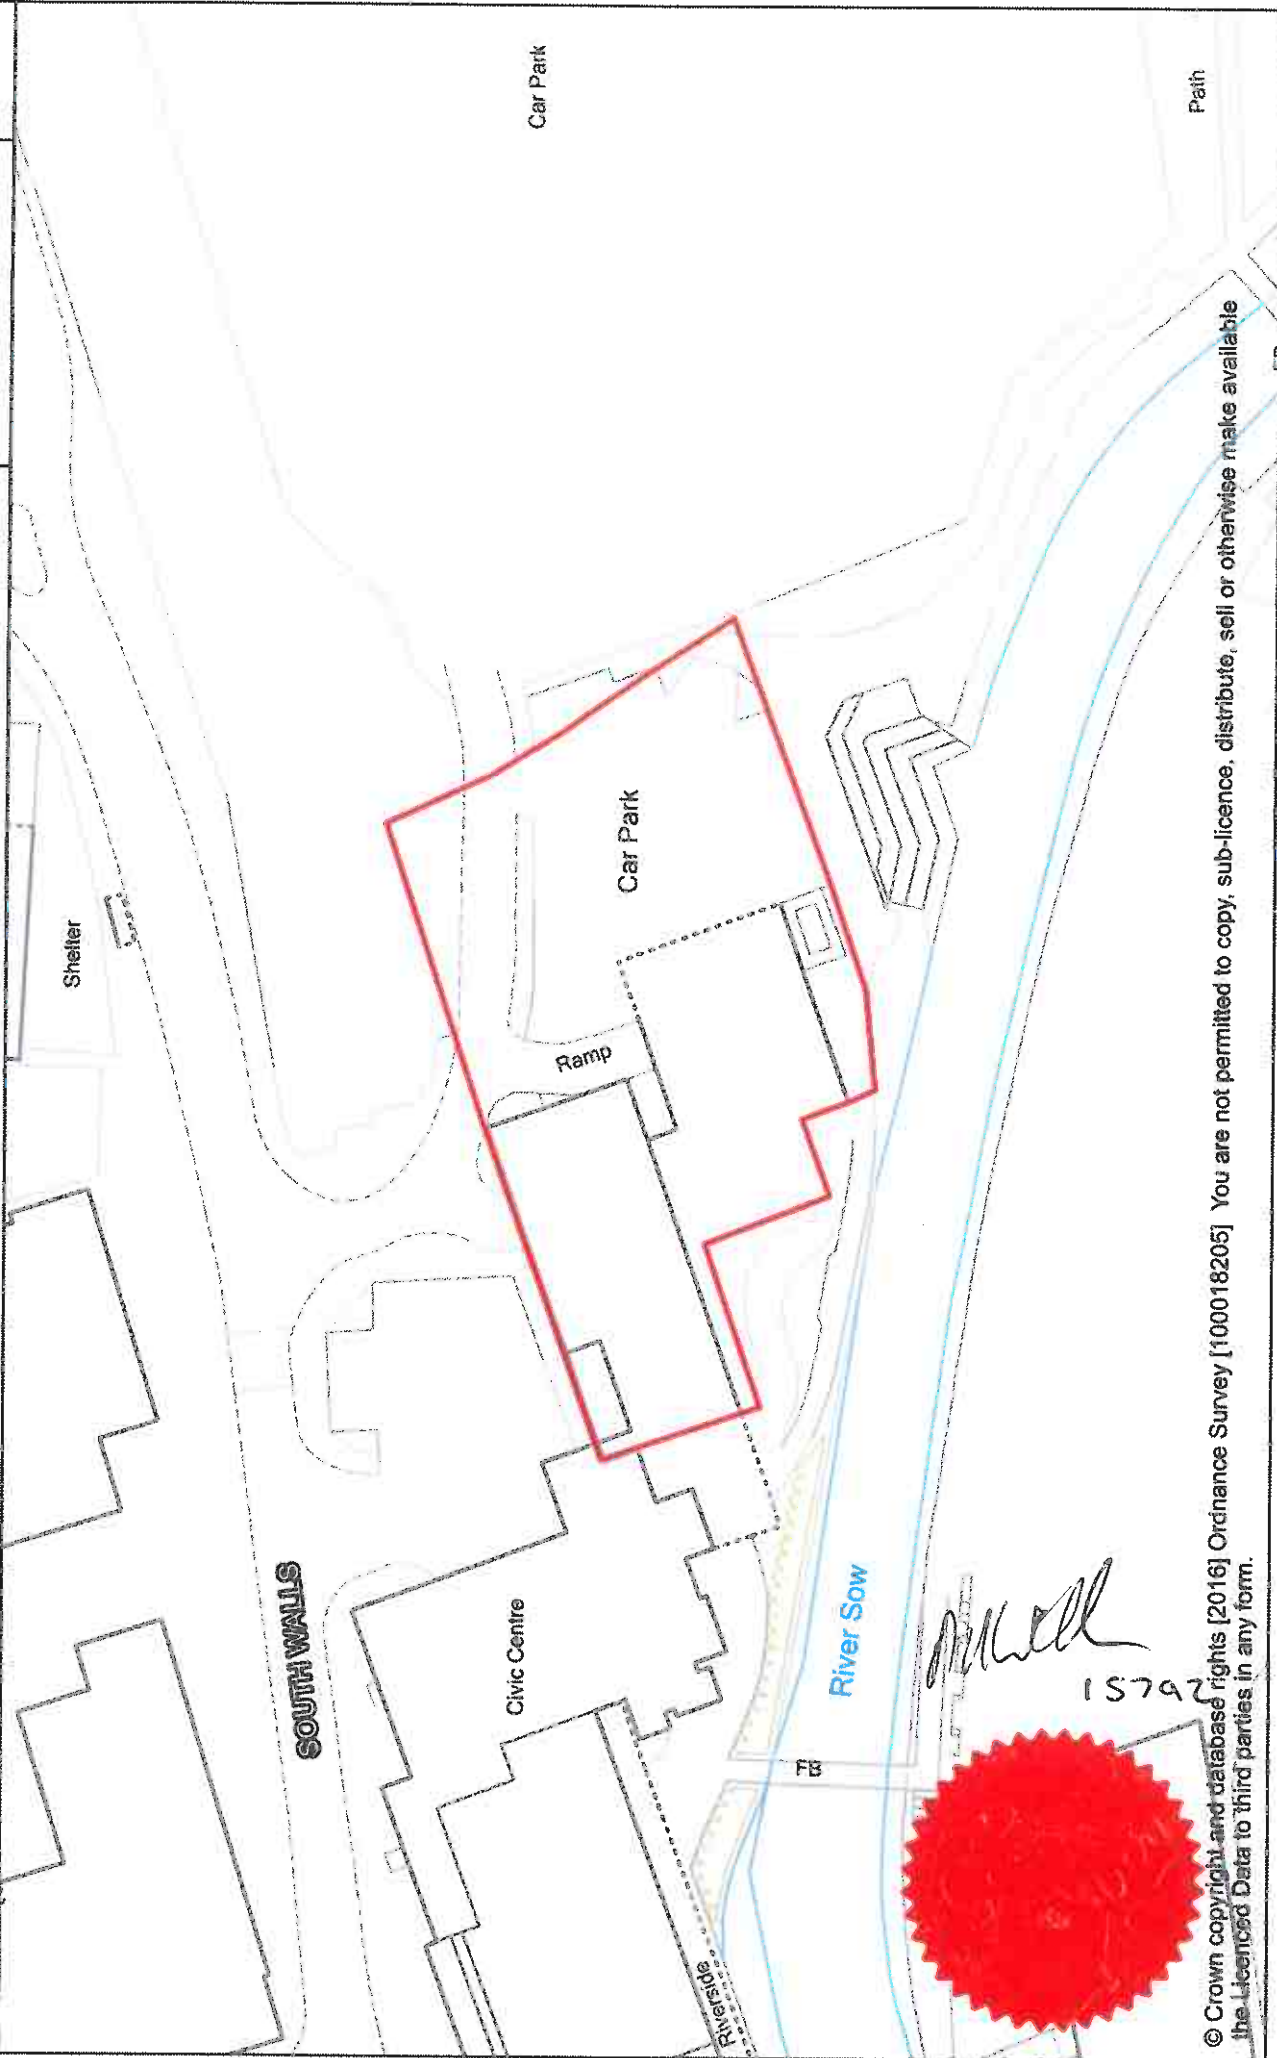 Car Park
Path
Shelter
Car Park
Ramp
SOUTH WALLS
Civic Centre
River Sow
FB
Riverside
15792
© Crown copyright and database rights [2016] Ordnance Survey [100018205] You are not permitted to copy, sub-licence, distribute, sell or otherwise make available
the Licenced Data to third parties in any form.